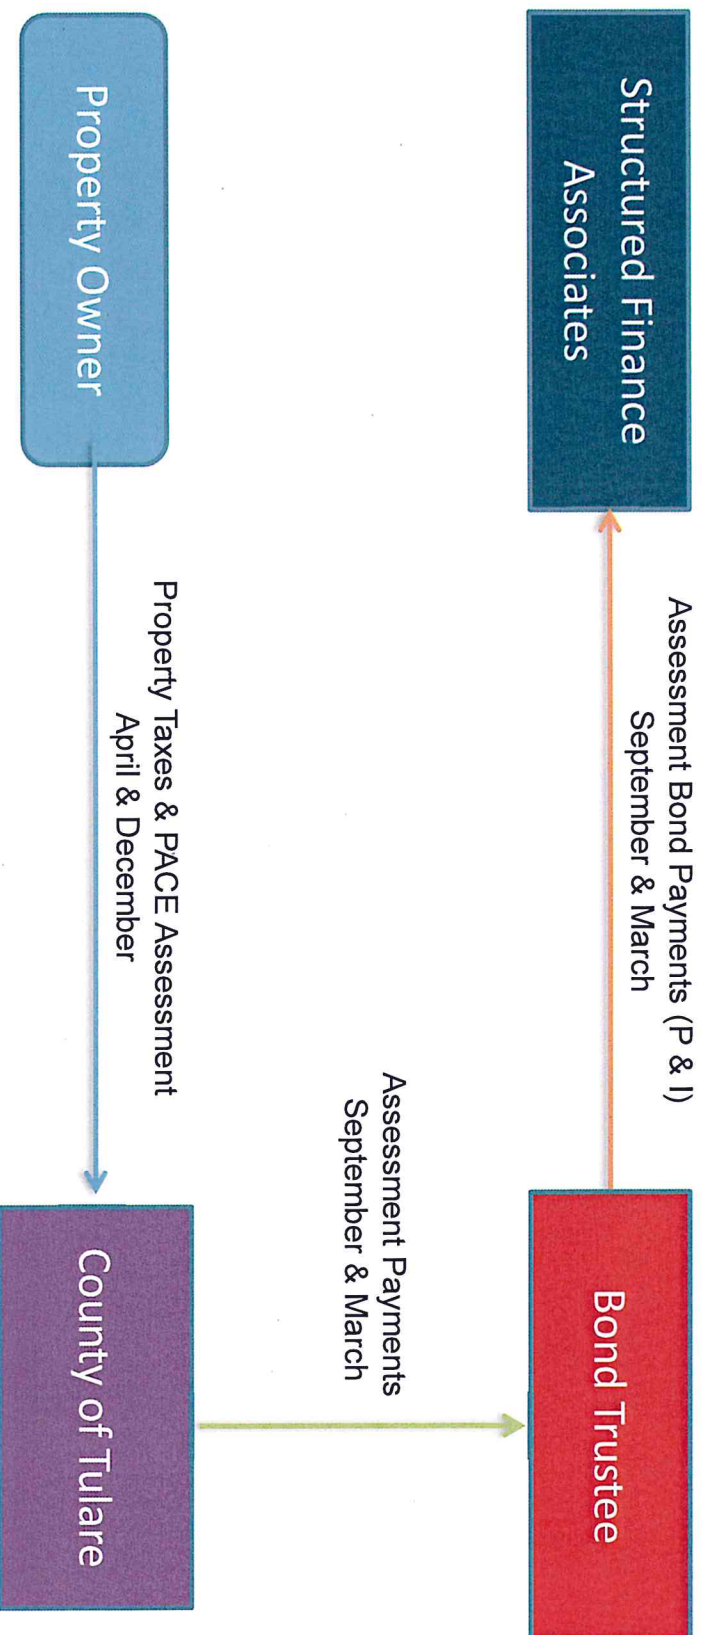 Structured Finance
Associates
Assessment Bond Payments (P & I)
September & March
Bond Trustee
Assessment Payments
September & March
Property Owner
Property Taxes & PACE Assessment
April & December
County of Tulare